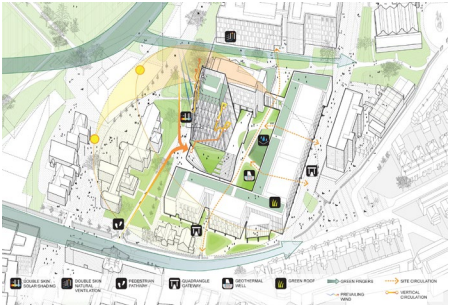 DOUBLE SKIN
SOLAR SHADING
DOUBLE SKIN
NATURAL
VENTILATION
PEDESTRIAN
PATHWAY
QUADRANGLE
GATEWAY
GEOTHERMAL
WELL
GREEN ROOF
GREEN FINGERS
PREVAILING
WIND
SITE CIRCULATION
VERTICAL
CIRCULATION